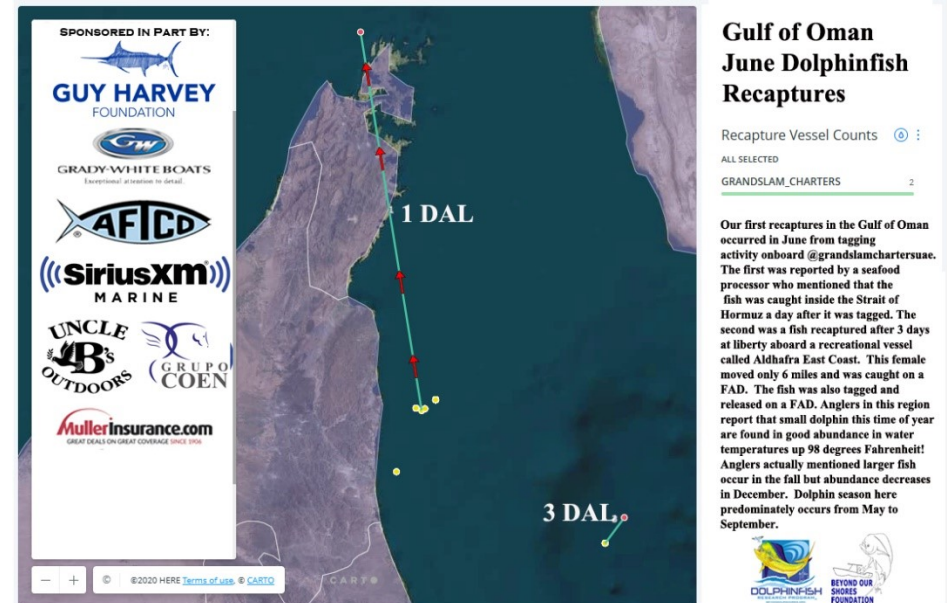 SPONSORED IN PART BY:
GUY HARVEY
FOUNDATION
GW
GRADY-WHITE BOATS
Exceptional attention to detail.
AFTCO
SiriusXM
MARINE
UNCLE
B's
OUTDOORS
GRUPO
COEN
MullerInsurance.com
GREAT DEALS ON GREAT COVERAGE SINCE 1906
1 DAL
3 DAL
− +
© ©2020 HERE Terms of use, © CARTO
CARTO
Gulf of Oman
June Dolphinfish
Recaptures
Recapture Vessel Counts
ALL SELECTED
GRANDSLAM_CHARTERS 2
Our first recaptures in the Gulf of Oman
occurred in June from tagging
activity onboard @grandslamchartersuae.
The first was reported by a seafood
processor who mentioned that the
fish was caught inside the Strait of
Hormuz a day after it was tagged. The
second was a fish recaptured after 3 days
at liberty aboard a recreational vessel
called Aldhafra East Coast. This female
moved only 6 miles and was caught on a
FAD. The fish was also tagged and
released on a FAD. Anglers in this region
report that small dolphin this time of year
are found in good abundance in water
temperatures up 98 degrees Fahrenheit!
Anglers actually mentioned larger fish
occur in the fall but abundance decreases
in December. Dolphin season here
predominately occurs from May to
September.
DOLPHINFISH
RESEARCH PROGRAM
BEYOND OUR
SHORES
FOUNDATION